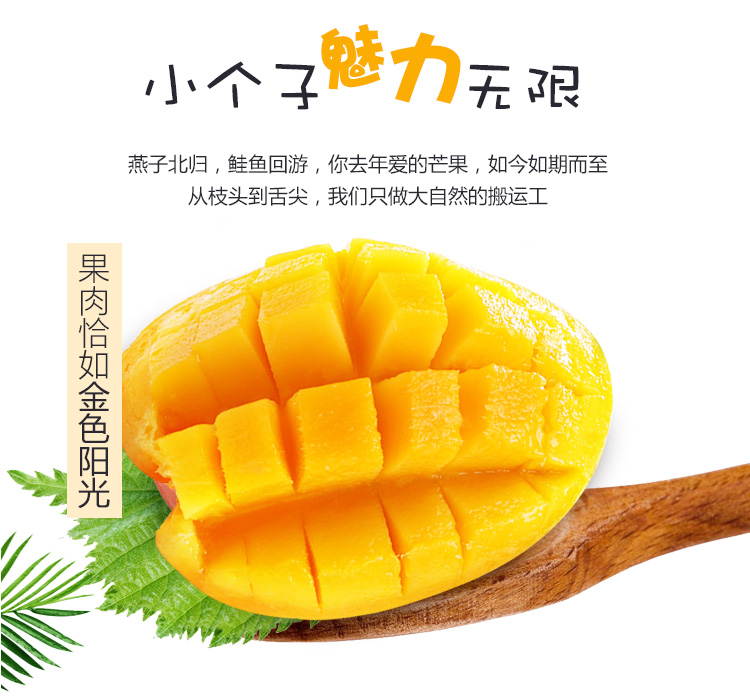 小个子魅力无限
燕子北归，鲑鱼回游，你去年爱的芒果，如今如期而至
从枝头到舌尖，我们只做大自然的搬运工
果肉恰如金色阳光